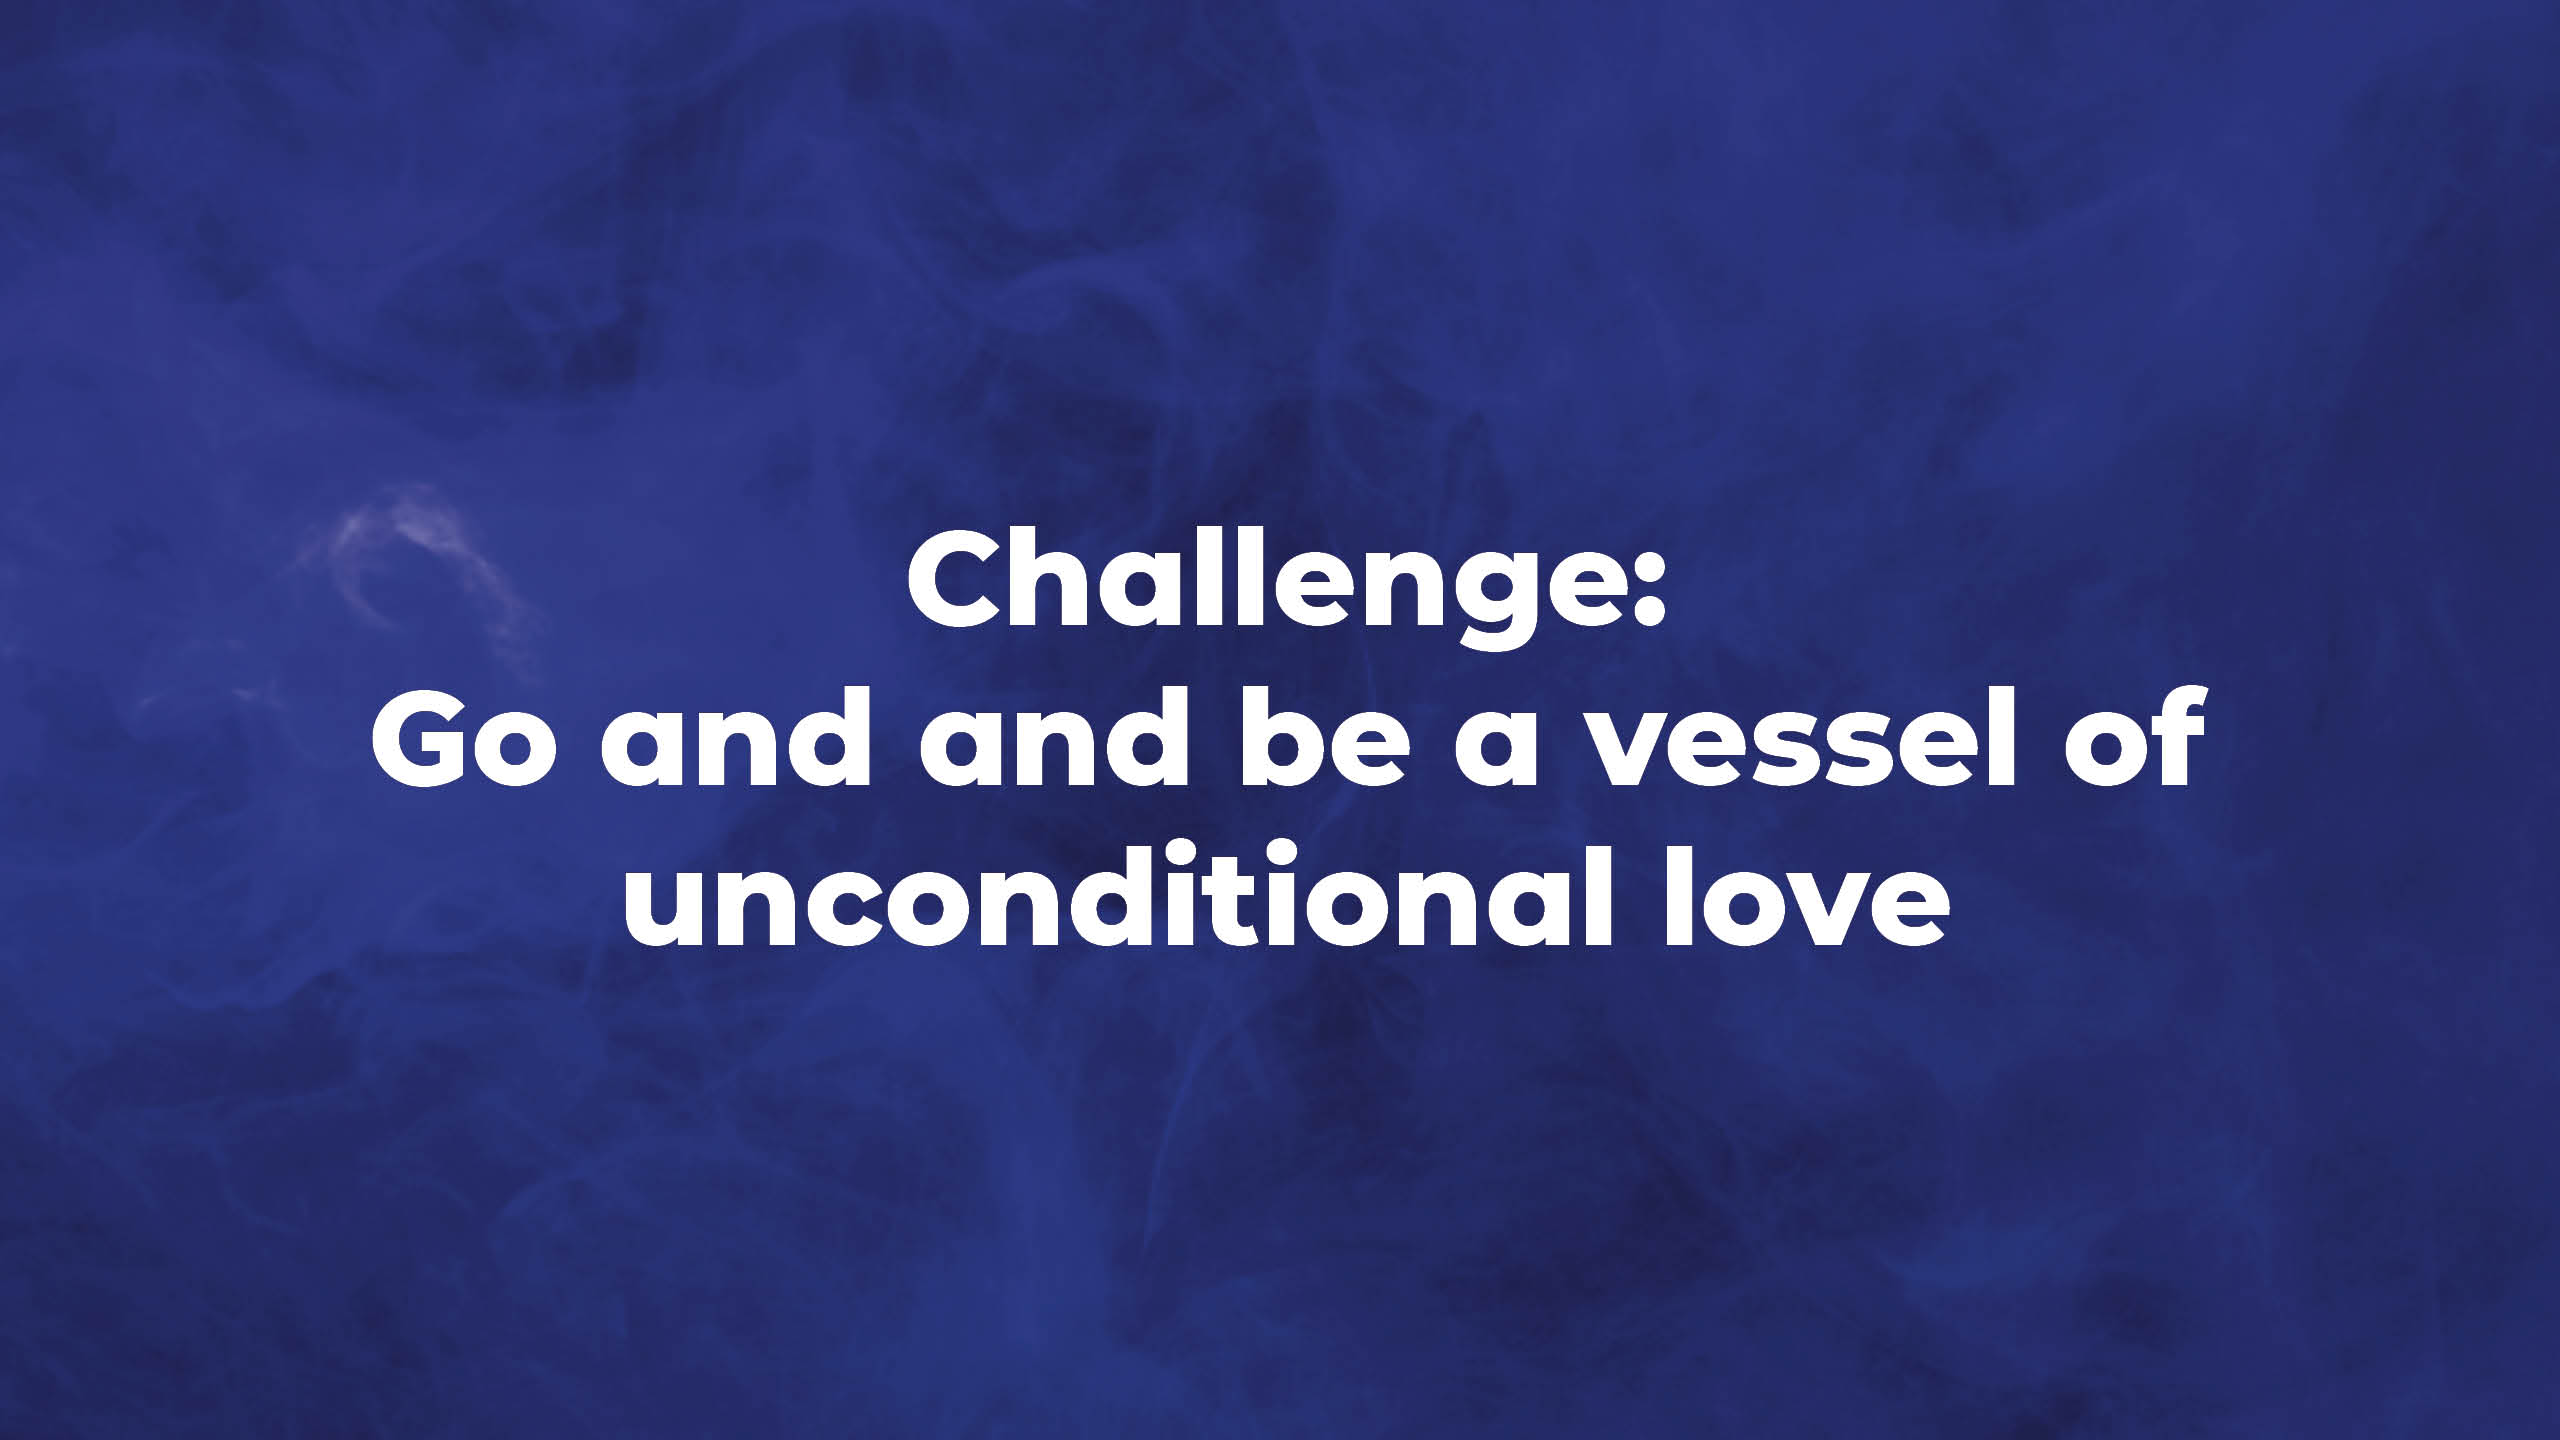 Challenge:
Go and and be a vessel of
unconditional love